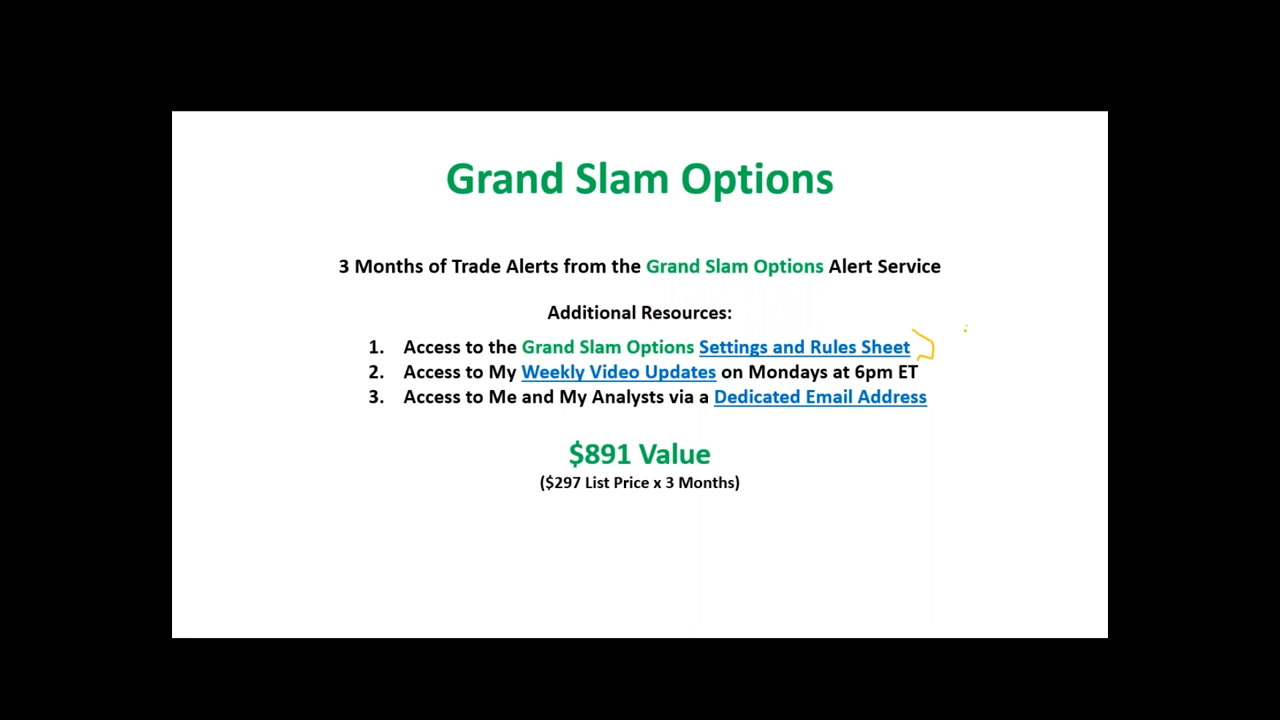 Grand Slam Options
3 Months of Trade Alerts from the Grand Slam Options Alert Service
Additional Resources:
1. Access to the Grand Slam Options Settings and Rules Sheet
2. Access to My Weekly Video Updates on Mondays at 6pm ET
3. Access to Me and My Analysts via a Dedicated Email Address
$891 Value
($297 List Price x 3 Months)